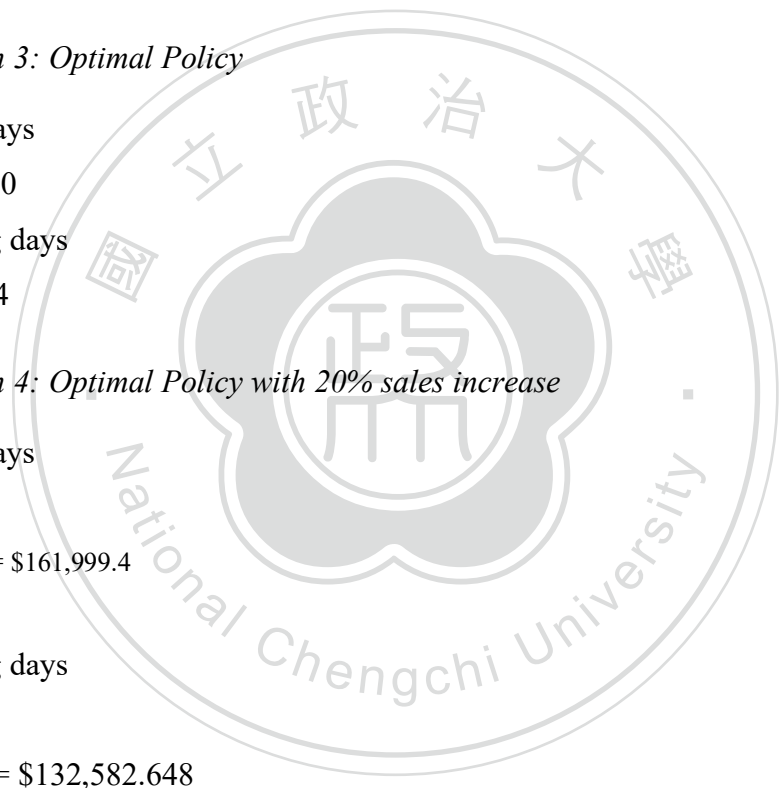 3: Optimal Policy
ays
0
days
4
4: Optimal Policy with 20% sales increase
ays
= $161,999.4
days
= $132,582.648
國立政治大學
National Chengchi University